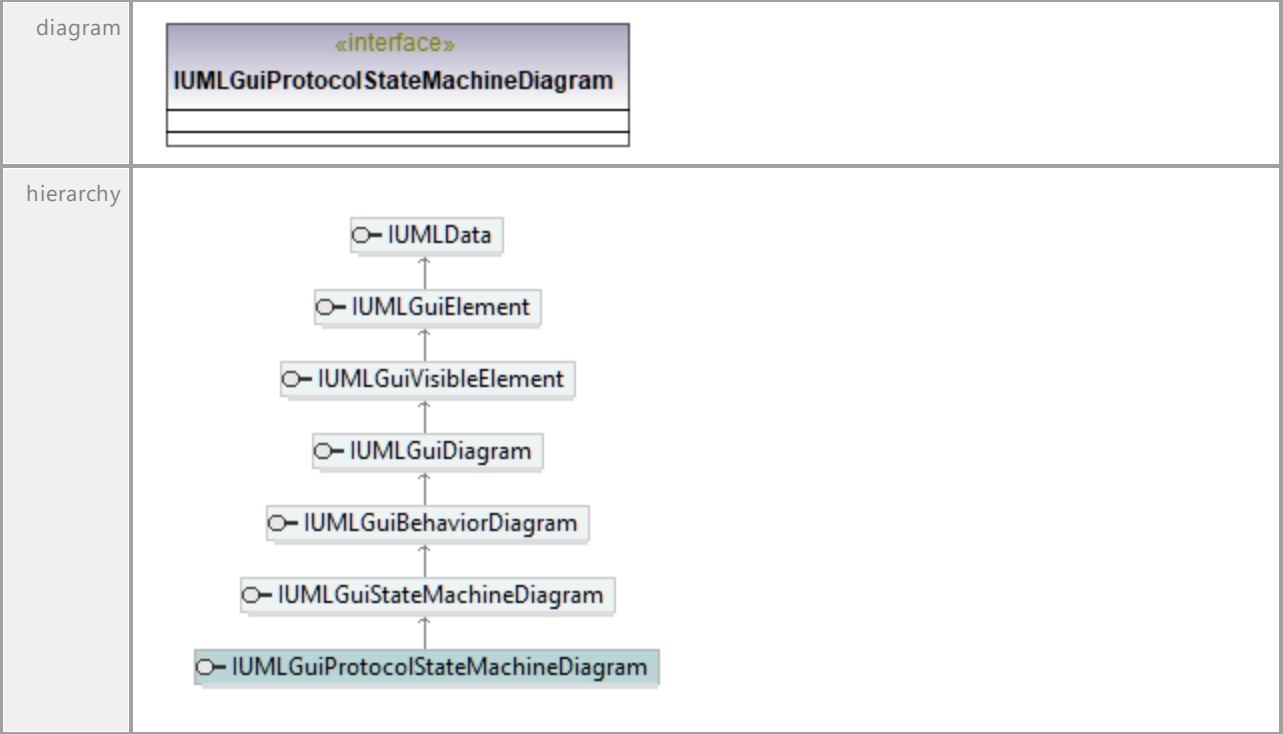 diagram
«interface»
IUMLGuiProtocolStateMachineDiagram
hierarchy
IUMLData
IUMLGuiElement
IUMLGuiVisibleElement
IUMLGuiDiagram
IUMLGuiBehaviorDiagram
IUMLGuiStateMachineDiagram
IUMLGuiProtocolStateMachineDiagram